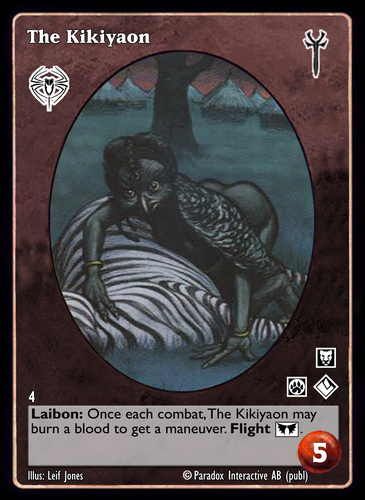 The Kikiyaon
4
Laibon: Once each combat, The Kikiyaon may
burn a blood to get a maneuver. Flight .
5
Illus: Leif Jones © Paradox Interactive AB (publ)